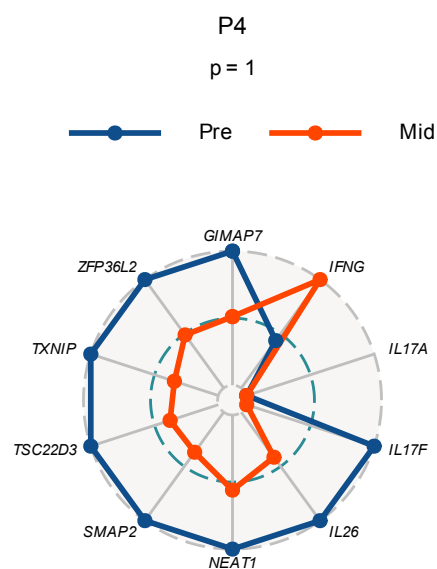 P4
p = 1
Pre Mid
GIMAP7
ZFP36L2 IFNG
TXNIP IL17A
TSC22D3 IL17F
SMAP2 IL26
NEAT1